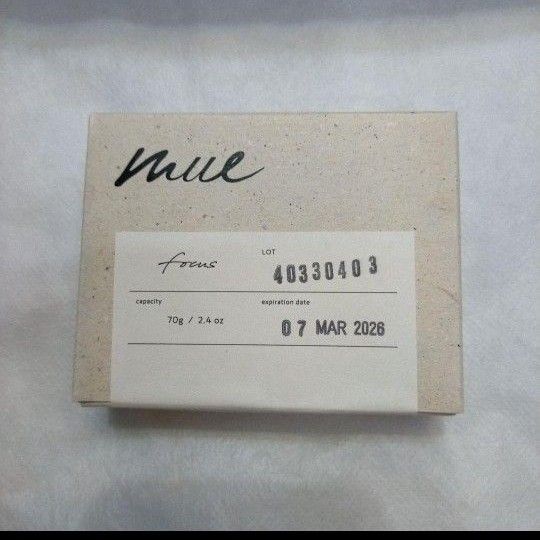 mue
focus
LOT
40330403
capacity
70g / 2.4 oz
expiration date
07 MAR 2026